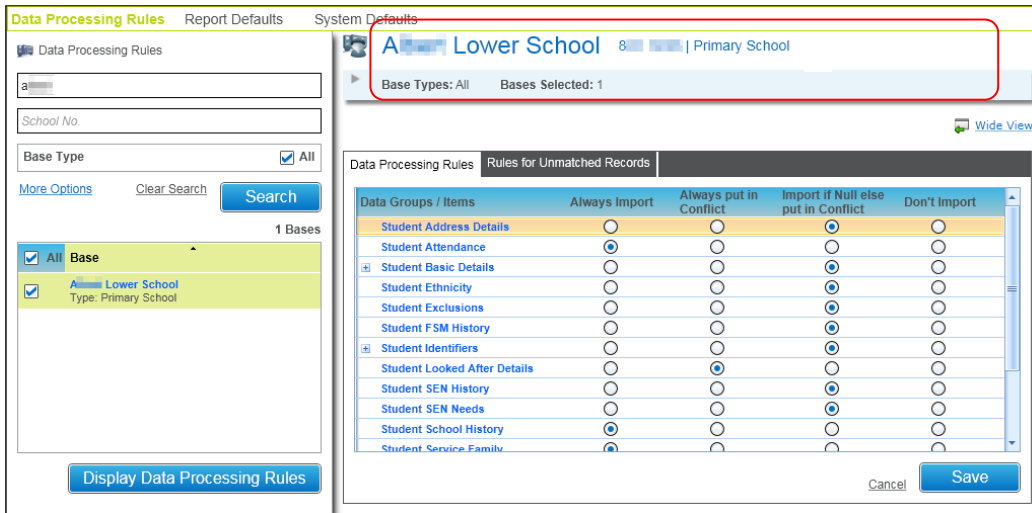 Data Processing Rules Report Defaults System Defaults
Data Processing Rules
a
School No.
Base Type All
More Options Clear Search Search
1 Bases
All Base
A Lower School
Type: Primary School
Display Data Processing Rules
A Lower School 8 | Primary School
Base Types: All Bases Selected: 1
Wide View
Data Processing Rules Rules for Unmatched Records
Data Groups / Items Always Import Always put in Conflict Import if Null else put in Conflict Don't Import
Student Address Details
Student Attendance
Student Basic Details
Student Ethnicity
Student Exclusions
Student FSM History
Student Identifiers
Student Looked After Details
Student SEN History
Student SEN Needs
Student School History
Student Service Family
Cancel Save